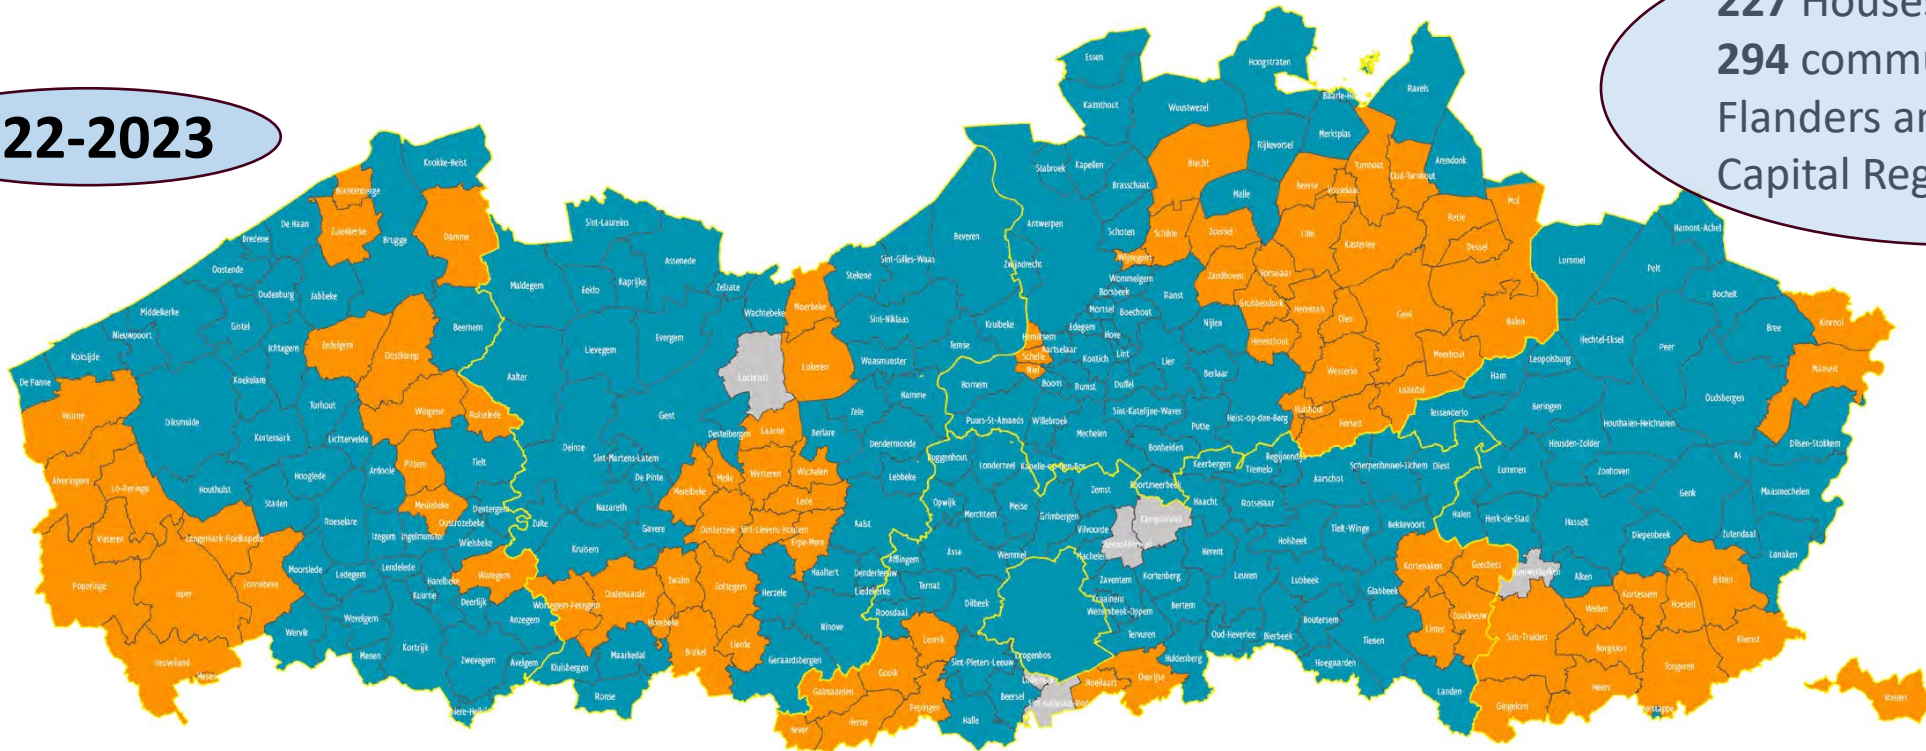 227 Houses
294 commu
Flanders ar
Capital Reg
22-2023
Essen
Hoogstraten
Kalmthout
Wuustwezel
Ravels
Merksplas
Knokke-Heist
Brecht
Rijkevorsel
Turnhout
Arendonk
Stabroek
Kapellen
Brasschaat
Malle
Beerse
Vosselaar
Oud-Turnhout
Blankenberge
Mol
De Haan
Zuienkerke
Brugge
Damme
Sint-Laureins
Beveren
Antwerpen
Schoten
Schilde
Zoersel
Lille
Kasterlee
Retie
Dessel
Hamont-Achel
Bredene
Oostende
Assenede
Sint-Gilles-Waas
Zwijndrecht
Wijnegem
Wommelgem
Zandhoven
Vorselaar
Lommel
Pelt
Oudenburg
Jabbeke
Maldegem
Eeklo
Kaprijke
Zelzate
Stekene
Borsbeek
Ranst
Grobbendonk
Herentals
Bocholt
Middelkerke
Nieuwpoort
Gistel
Beernem
Wachtebeke
Moerbeke
Sint-Niklaas
Kruibeke
Mortsel
Boechout
Edegem
Hove
Nijlen
Olen
Geel
Balen
Bree
Kinrooi
Koksijde
Ichtegem
Zedelgem
Oostkamp
Lievegem
Evergem
Temse
Hemiksem
Aartselaar
Schelle
Kontich
Lint
Lier
Herenthout
Meerhout
Hechtel-Eksel
Peer
Leopolsburg
De Panne
Koekelare
Aalter
Lochristi
Lokeren
Waasmunster
Niel
Boom
Rumst
Duffel
Berlaar
Westerlo
Laakdal
Ham
Maaseik
Veurne
Diksmuide
Torhout
Wingene
Ruiselede
Gent
Hamme
Bornem
Oudsbergen
Kortemark
Lichtervelde
Destelbergen
Laarne
Berlare
Zele
Puurs-St-Amands
Willebroek
Sint-Katelijne-Waver
Heist-op-den-Berg
Hulshout
Herselt
Tessenderlo
Beringen
Houthalen-Helchteren
Deinze
Dendermonde
Mechelen
Putte
Bonheiden
Heusden-Zolder
Dilsen-Stokkem
Hooglede
Ardooie
Pittem
Tielt
Sint-Martens-Latem
De Pinte
Melle
Wetteren
Wichelen
Lebbeke
Buggenhout
Londerzeel
Kapelle-op-den-Bos
Keerbergen
Tremelo
Begijnendijk
Aarschot
Scherpenheuvel-Zichem
Diest
Lummen
Zonhoven
As
Alveringem
Lo-Reninge
Houthulst
Staden
Meulebeke
Dentergem
Nazareth
Merelbeke
Lede
Opwijk
Merchtem
Meise
Zemst
Boortmeerbeek
Haacht
Rotselaar
Genk
Maasmechelen
Vleteren
Langemark-Poelkapelle
Roeselare
Izegem
Ingelmunster
Oostrozebeke
Wielsbeke
Zulte
Gavere
Oosterzele
Sint-Lievens-Houtem
Erpe-Mere
Aalst
Grimbergen
Vilvoorde
Kampenhout
Tielt-Winge
Bekkevoort
Halen
Herk-de-Stad
Hasselt
Diepenbeek
Zutendaal
Lanaken
Poperinge
Ieper
Zonnebeke
Moorslede
Ledegem
Lendelede
Harelbeke
Kuurne
Deerlijk
Waregem
Kruisem
Zwalm
Zottegem
Haaltert
Denderleeuw
Affligem
Liedekerke
Asse
Ternat
Wemmel
Machelen
Zaventem
Kortenberg
Herent
Leuven
Holsbeek
Lubbeek
Glabbeek
Kortenaken
Geetbets
Nieuwerkerken
Alken
Kortessem
Hoeselt
Bilzen
Wervik
Wevelgem
Menen
Kortrijk
Anzegem
Wortegem-Petegem
Oudenaarde
Horebeke
Herzele
Ninove
Roosdaal
Dilbeek
Kraainem
Wezembeek-Oppem
Bertem
Tervuren
Oud-Heverlee
Bierbeek
Boutersem
Tienen
Linter
Zoutleeuw
Sint-Truiden
Wellen
Borgloon
Tongeren
Riemst
Heuvelland
Zwevegem
Avelgem
Kluisbergen
Maarkedal
Brakel
Lierde
Geraardsbergen
Lennik
Gooik
Sint-Pieters-Leeuw
Drogenbos
Hoeilaart
Overijse
Huldenberg
Hoegaarden
Landen
Gingelom
Heers
Voeren
Ronse
Galmaarden
Herne
Pepingen
Halle
Beersel